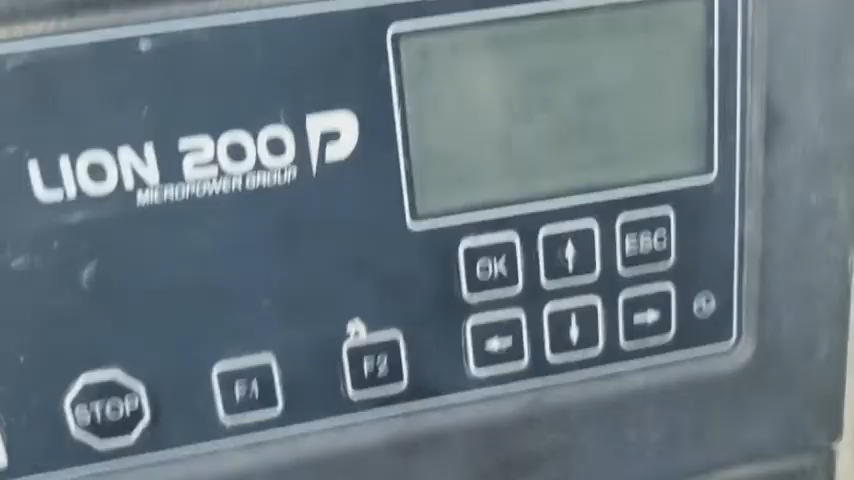 LION 200
MICROPOWER GROUP
OK
ESC
STOP
F1
F2